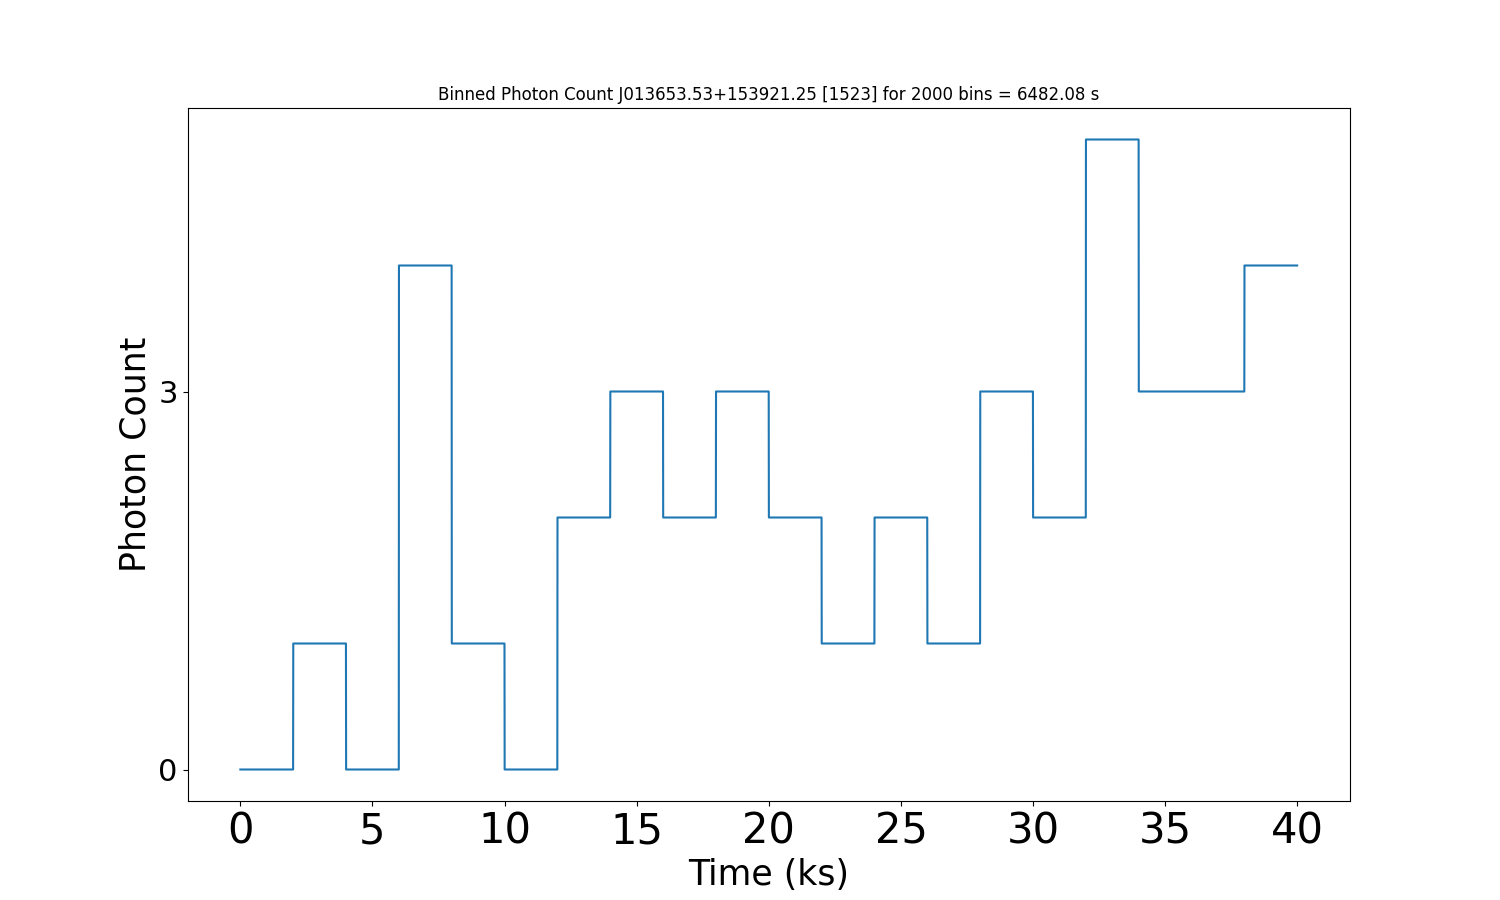 Binned Photon Count J013653.53+153921.25 [1523] for 2000 bins = 6482.08 s
Photon Count
3
0
0 5 10 15 20 25 30 35 40
Time (ks)